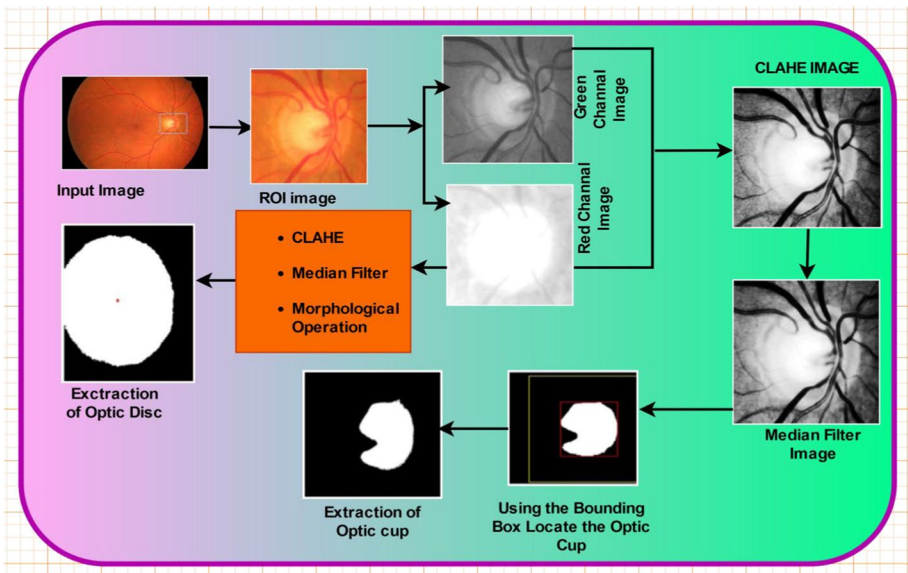 CLAHE IMAGE
Green
Channal
Image
Input Image
ROI image
Red Channal
Image
• CLAHE
• Median Filter
• Morphological
Operation
Exctraction
of Optic Disc
Median Filter
Image
Extraction of
Optic cup
Using the Bounding
Box Locate the Optic
Cup